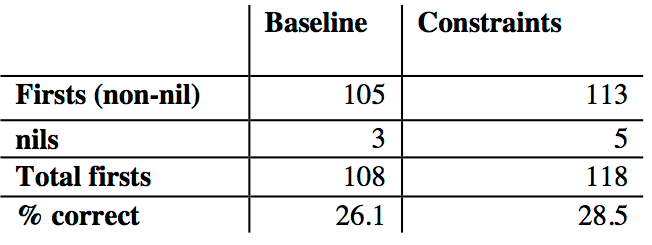 Baseline Constraints
Firsts (non-nil) 105 113
nils 3 5
Total firsts 108 118
% correct 26.1 28.5